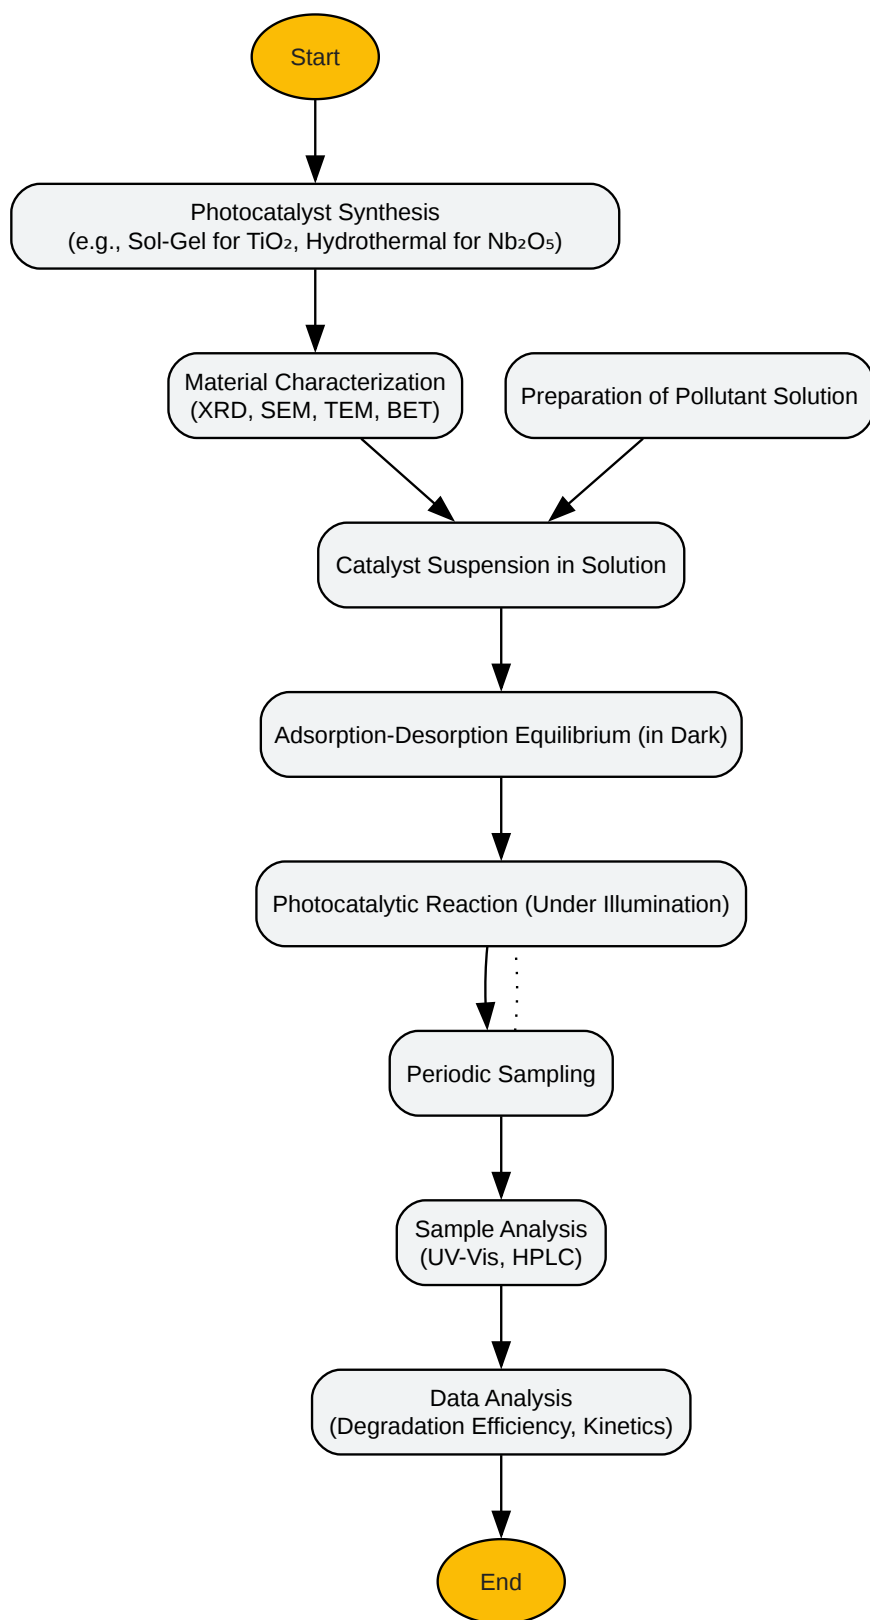 Start
Photocatalyst Synthesis
(e.g., Sol-Gel for TiO₂, Hydrothermal for Nb₂O₅)
Material Characterization
(XRD, SEM, TEM, BET)
Preparation of Pollutant Solution
Catalyst Suspension in Solution
Adsorption-Desorption Equilibrium (in Dark)
Photocatalytic Reaction (Under Illumination)
Periodic Sampling
Sample Analysis
(UV-Vis, HPLC)
Data Analysis
(Degradation Efficiency, Kinetics)
End